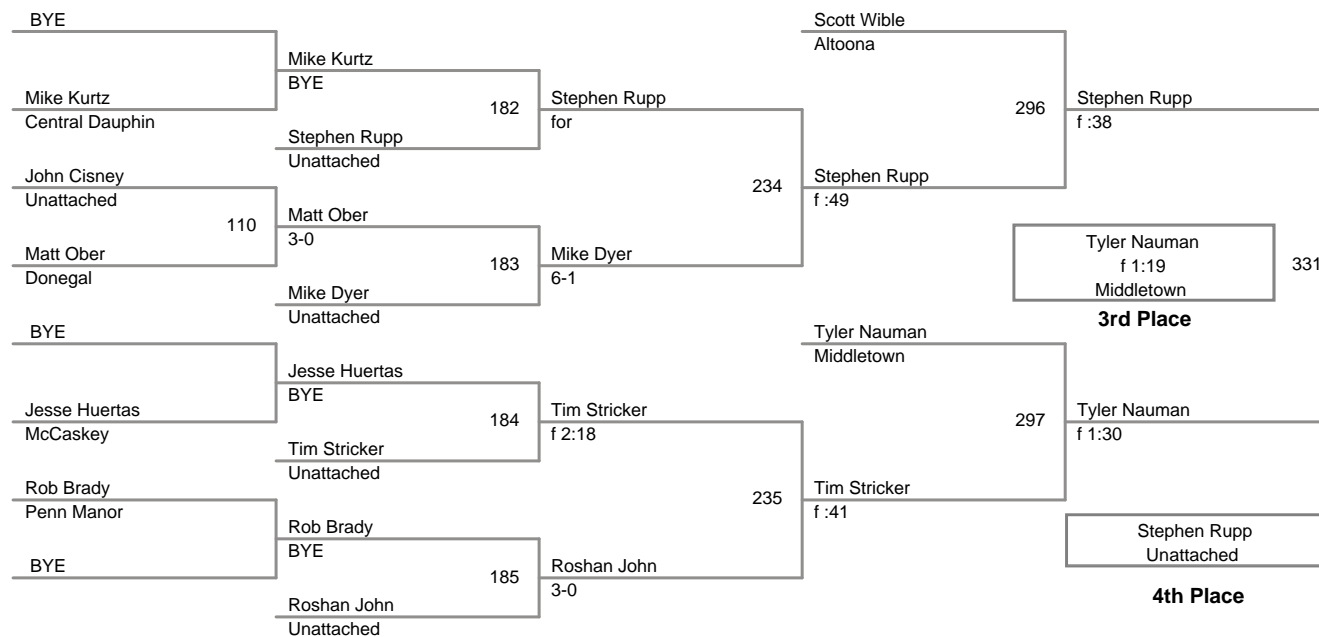 BYE
Mike Kurtz
Central Dauphin
John Cisney
Unattached
110
Matt Ober
Donegal
BYE
Jesse Huertas
McCaskey
Rob Brady
Penn Manor
BYE
Mike Kurtz
BYE
182
Stephen Rupp
Unattached
Matt Ober
3-0
183
Mike Dyer
Unattached
Jesse Huertas
BYE
184
Tim Stricker
Unattached
Rob Brady
BYE
185
Roshan John
Unattached
Stephen Rupp
for
234
Mike Dyer
6-1
Tim Stricker
f 2:18
235
Roshan John
3-0
Scott Wible
Altoona
296
Stephen Rupp
f :49
Tyler Nauman
Middletown
297
Tim Stricker
f :41
Stephen Rupp
f :38
Tyler Nauman
f 1:19
Middletown
331
3rd Place
Tyler Nauman
f 1:30
Stephen Rupp
Unattached
4th Place